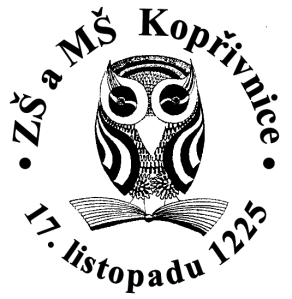 • ZŠ a MŠ Kopřivnice •
17. listopadu 1225